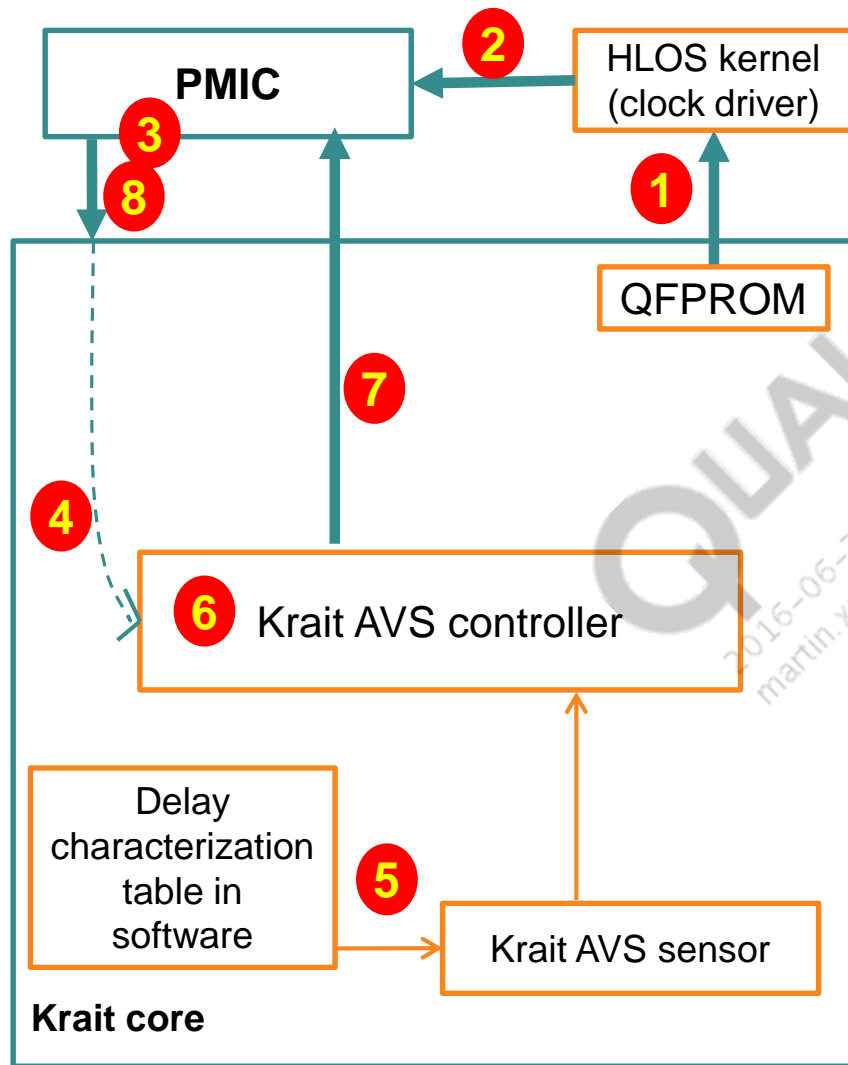 PMIC
2
HLOS kernel
(clock driver)
3
8
1
QFPROM
7
4
6
Krait AVS controller
Delay
characterization
table in
software
5
Krait AVS sensor
Krait core